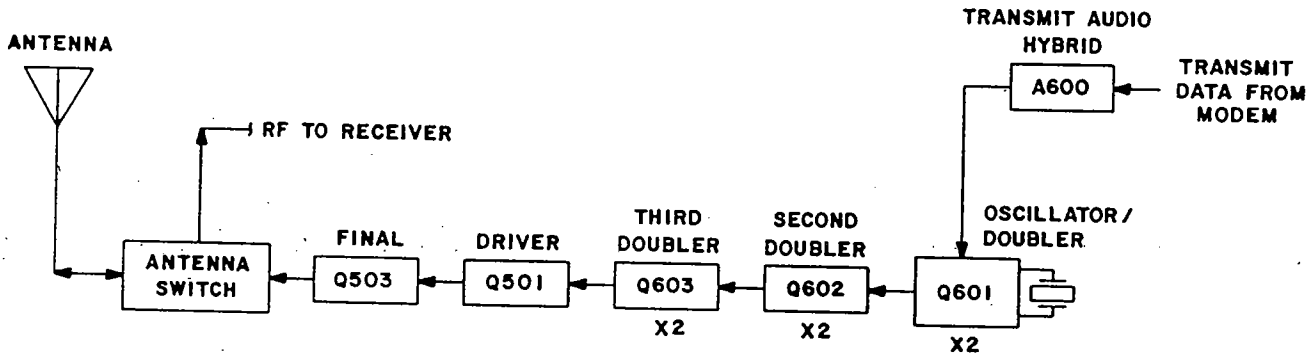 TRANSMIT AUDIO
HYBRID
A600
TRANSMIT
DATA FROM
MODEM
ANTENNA
RF TO RECEIVER
ANTENNA
SWITCH
FINAL
Q503
DRIVER
Q501
THIRD
DOUBLER
Q603
X2
SECOND
DOUBLER
Q602
X2
OSCILLATOR/
DOUBLER
Q601
X2